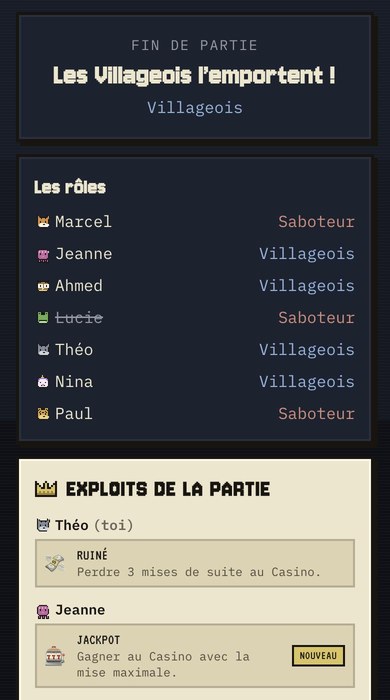 FIN DE PARTIE
Les Villageois l'emportent !
Villageois
Les rôles
Marcel Saboteur
Jeanne Villageois
Ahmed Villageois
Lucie Saboteur
Théo Villageois
Nina Villageois
Paul Saboteur
EXPLOITS DE LA PARTIE
Théo (toi)
RUINÉ
Perdre 3 mises de suite au Casino.
Jeanne
JACKPOT
Gagner au Casino avec la
mise maximale.
NOUVEAU